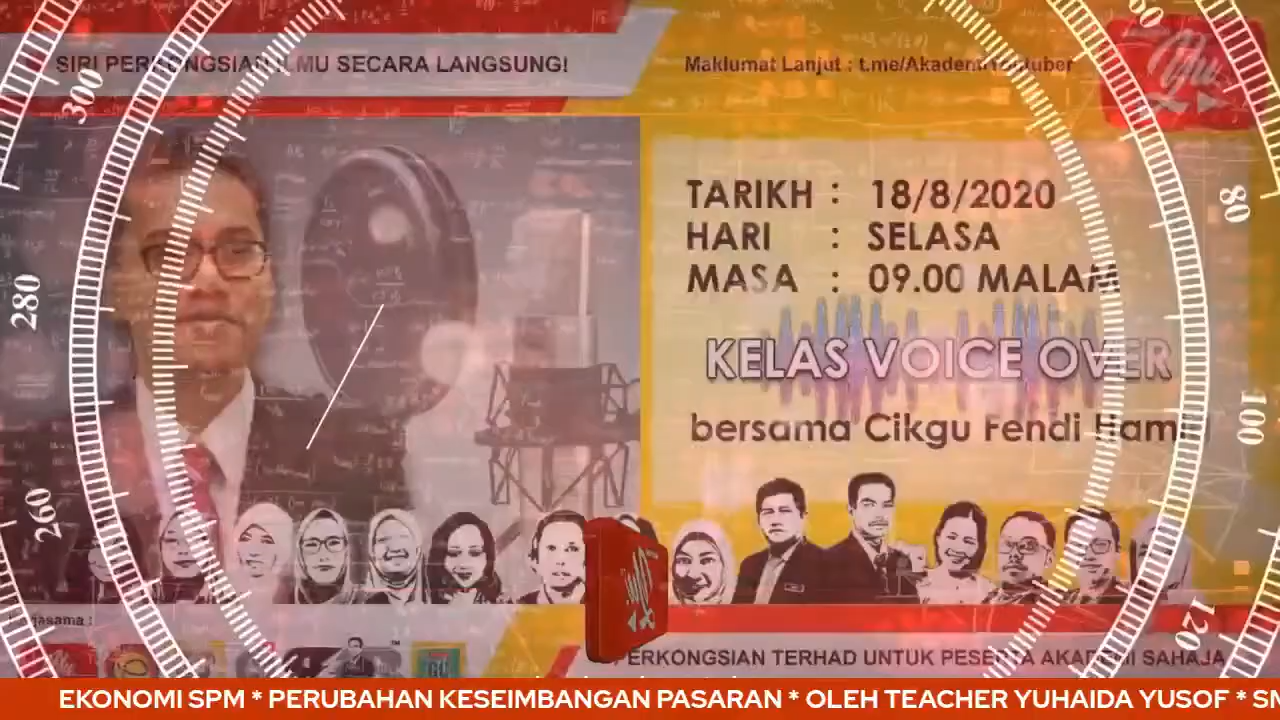 SIRI PERKONGSIAN ILMU SECARA LANGSUNG!
Maklumat Lanjut : t.me/AkademiYoutuber
300
80
280
100
260
120
TARIKH : 18/8/2020
HARI : SELASA
MASA : 09.00 MALAM
KELAS VOICE OVER
bersama Cikgu Fendi
PERKONGSIAN TERHAD UNTUK PESERTA AKADEMI SAHAJA
EKONOMI SPM * PERUBAHAN KESEIMBANGAN PASARAN * OLEH TEACHER YUHAIDA YUSOF *